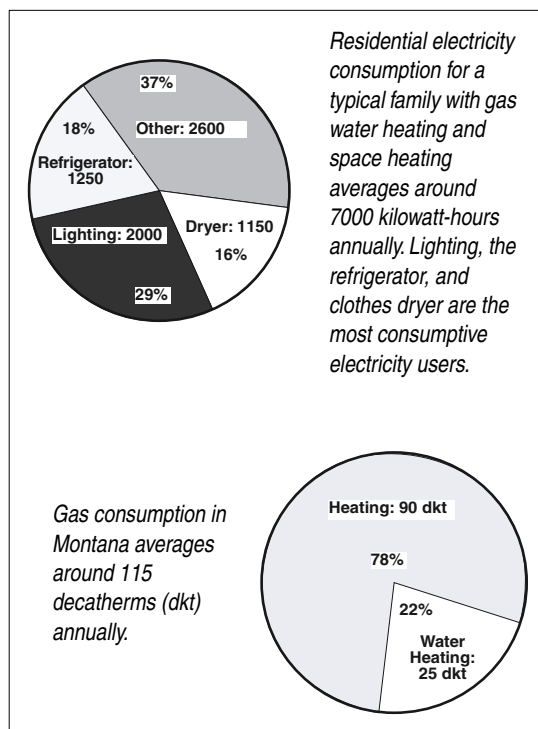 37%
Other: 2600
18%
Refrigerator:
1250
Lighting: 2000
Dryer: 1150
16%
29%
Residential electricity
consumption for a
typical family with gas
water heating and
space heating
averages around
7000 kilowatt-hours
annually. Lighting, the
refrigerator, and
clothes dryer are the
most consumptive
electricity users.
Gas consumption in
Montana averages
around 115
decatherms (dkt)
annually.
Heating: 90 dkt
78%
22%
Water
Heating:
25 dkt